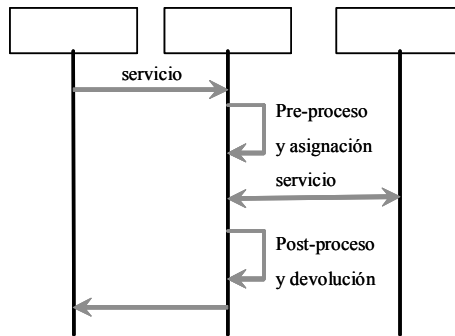 servicio
Pre-proceso
y asignación
servicio
Post-proceso
y devolución